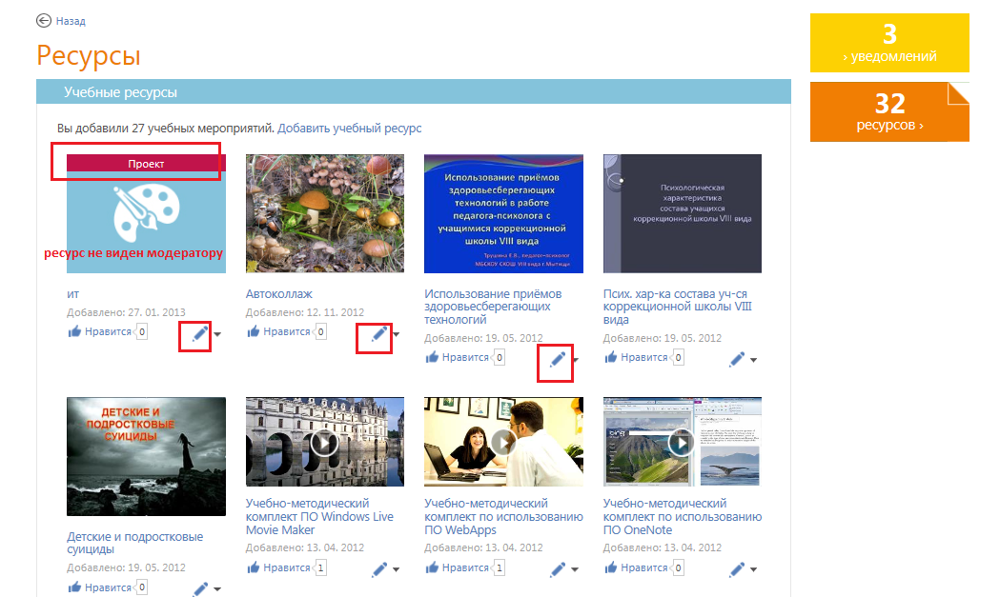 Назад
Ресурсы
Учебные ресурсы
Вы добавили 27 учебных мероприятий. Добавить учебный ресурс
3
› уведомлений
32
ресурсов ›
Проект
ресурс не виден модератору
ит
Добавлено: 27. 01. 2013
Нравится 0
Автоколлаж
Добавлено: 12. 11. 2012
Нравится 0
Использование приёмов
здоровьесберегающих
технологий в работе
педагога-психолога с
учащимися коррекционной
школы VIII вида
Трушина Е.В., педагог-психолог
МБСКОУ СКОШ VIII вида г.Мытищи
Использование приёмов
здоровьесберегающих
технологий
Добавлено: 19. 05. 2012
Нравится 0
Психологическая
характеристика
состава учащихся
коррекционной школы VIII вида
Псих. хар-ка состава уч-ся
коррекционной школы VIII
вида
Добавлено: 19. 05. 2012
Нравится 0
ДЕТСКИЕ И
ПОДРОСТКОВЫЕ
СУИЦИДЫ
Детские и подростковые
суициды
Добавлено: 19. 05. 2012
Нравится 0
Учебно-методический
комплект ПО Windows Live
Movie Maker
Добавлено: 13. 04. 2012
Нравится 1
Учебно-методический
комплект по использованию
ПО WebApps
Добавлено: 13. 04. 2012
Нравится 1
bing
Учебно-методический
комплект по использованию
ПО OneNote
Добавлено: 13. 04. 2012
Нравится 0